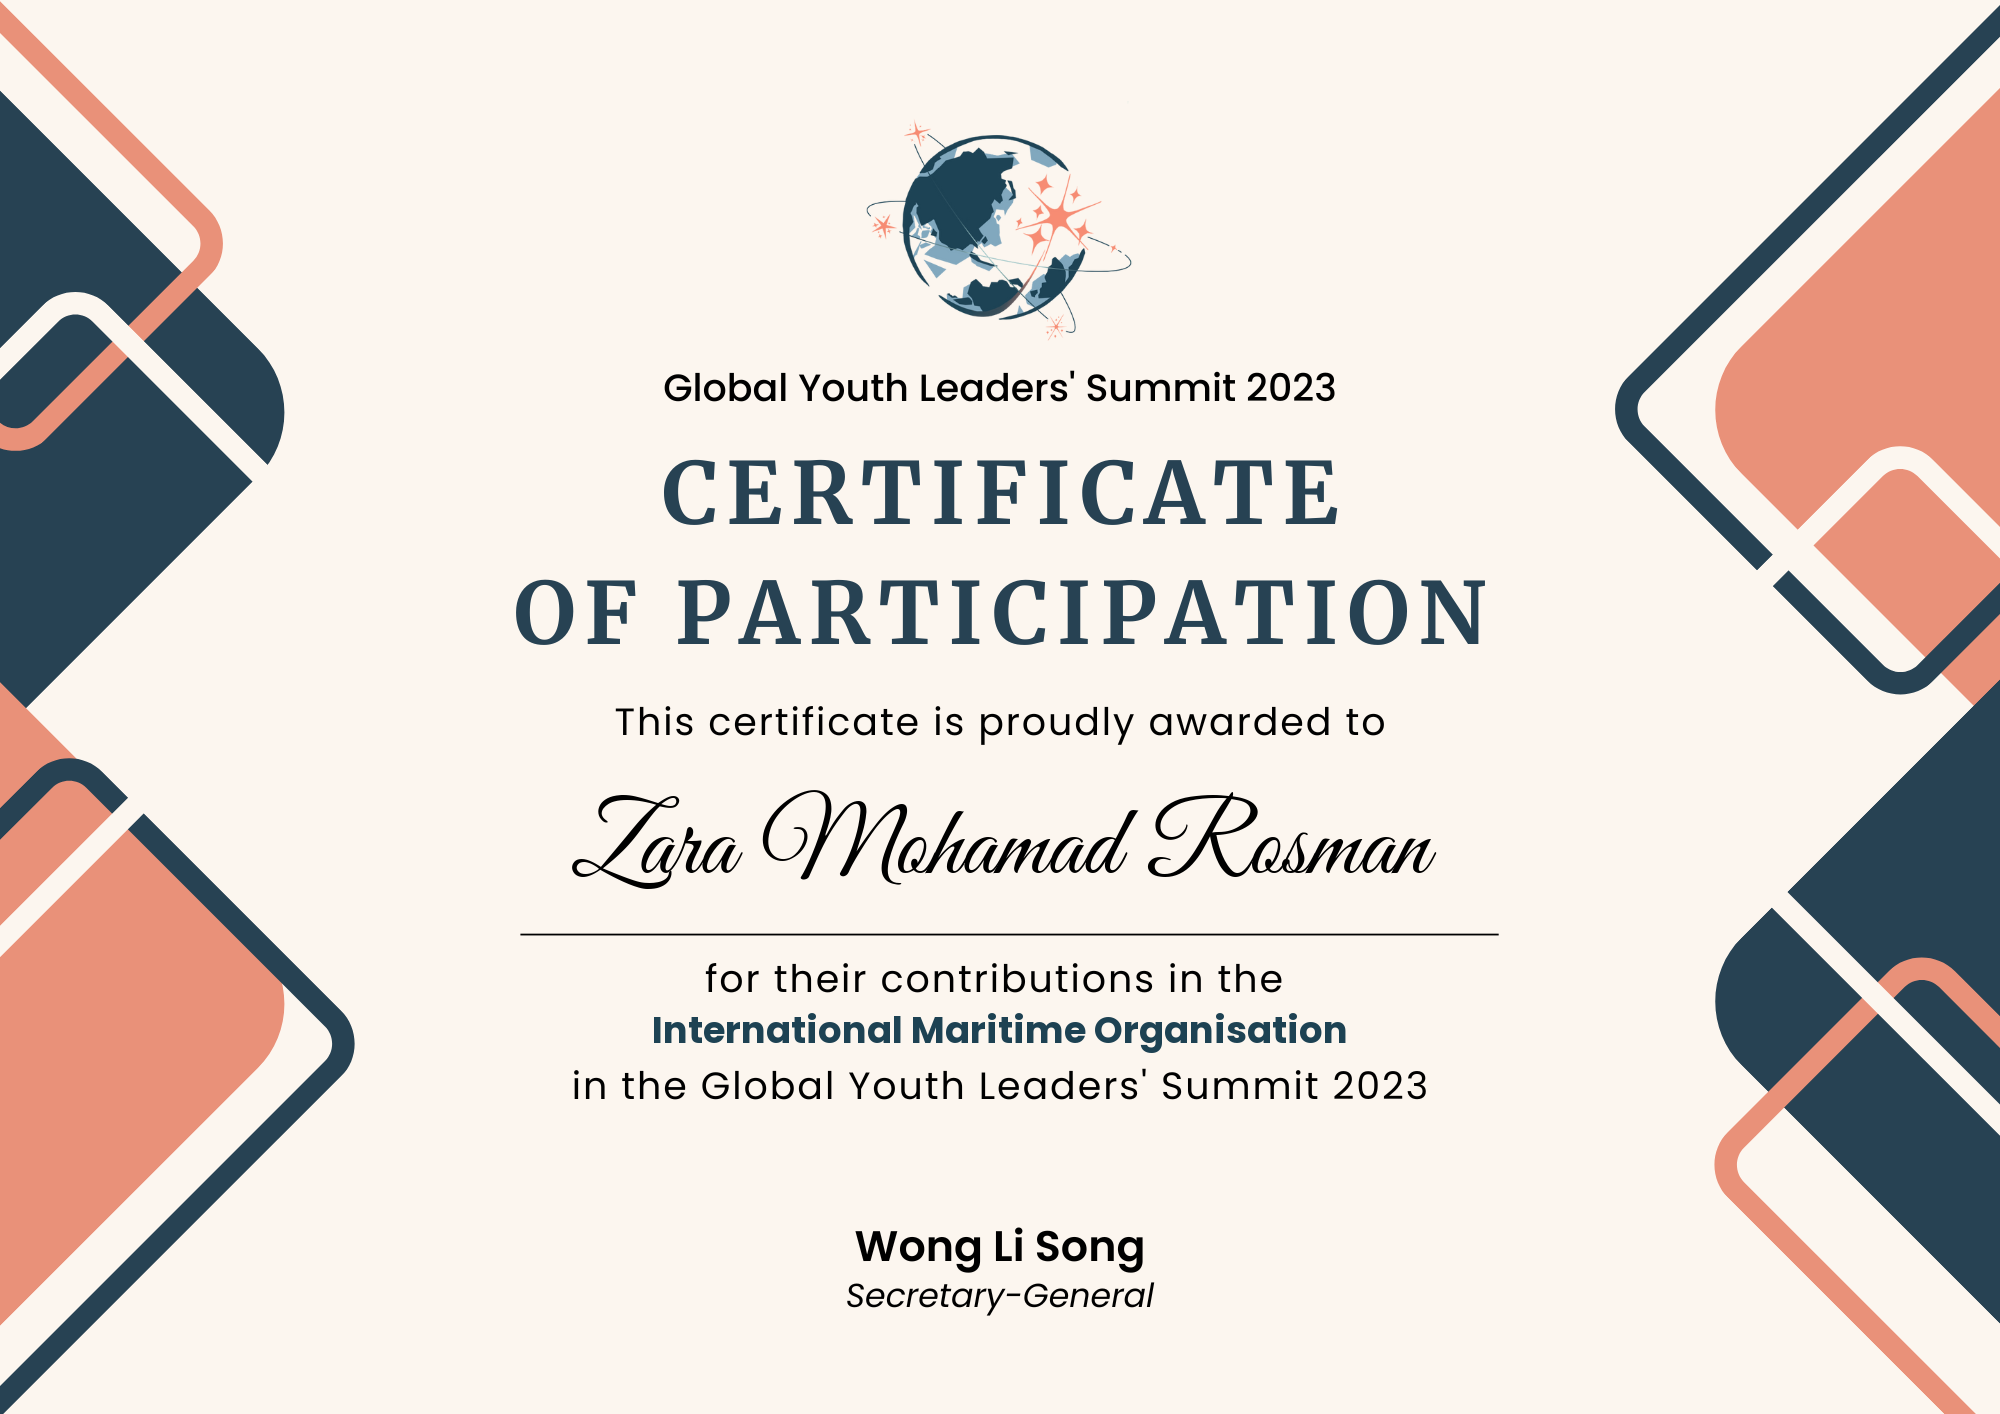 Global Youth Leaders' Summit 2023
CERTIFICATE
OF PARTICIPATION
This certificate is proudly awarded to
Zara Mohamad Rosman
for their contributions in the
International Maritime Organisation
in the Global Youth Leaders' Summit 2023
Wong Li Song
Secretary-General